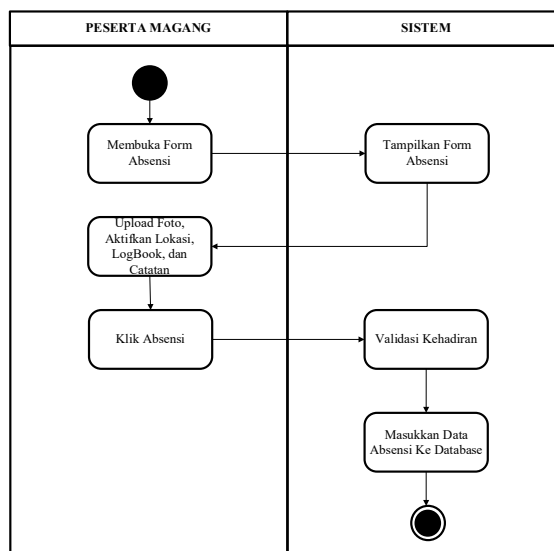 PESERTA MAGANG
SISTEM
Membuka Form
Absensi
Tampilkan Form
Absensi
Upload Foto,
Aktifkan Lokasi,
LogBook, dan
Catatan
Klik Absensi
Validasi Kehadiran
Masukkan Data
Absensi Ke Database